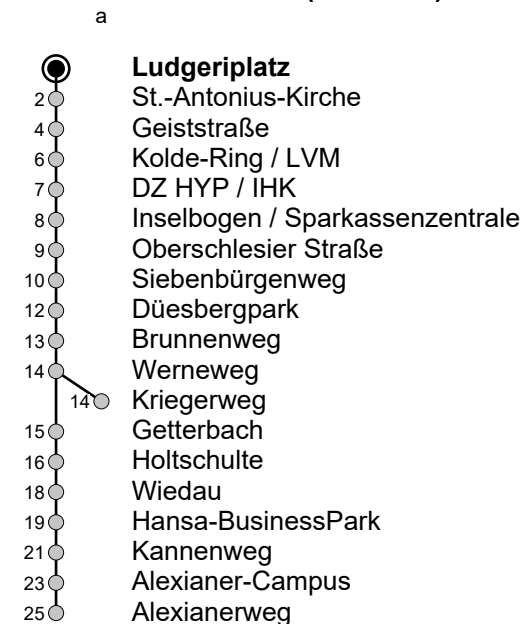 a
Ludgeriplatz
2 St.-Antonius-Kirche
4 Geiststraße
6 Kolde-Ring / LVM
7 DZ HYP / IHK
8 Inselbogen / Sparkassenzentrale
9 Oberschlesier Straße
10 Siebenbürgenweg
12 Düesbergpark
13 Brunnenweg
14 Werneweg
14 Kriegerweg
15 Getterbach
16 Holtschulte
18 Wiedau
19 Hansa-BusinessPark
21 Kannenweg
23 Alexianer-Campus
25 Alexianerweg